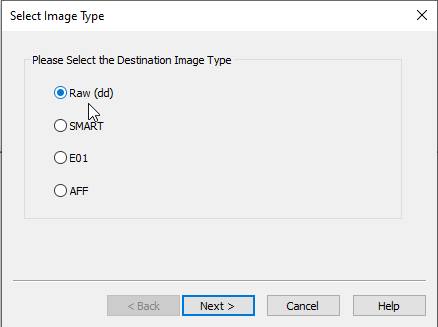 Select Image Type
Please Select the Destination Image Type
Raw (dd)
SMART
E01
AFF
< Back Next > Cancel Help